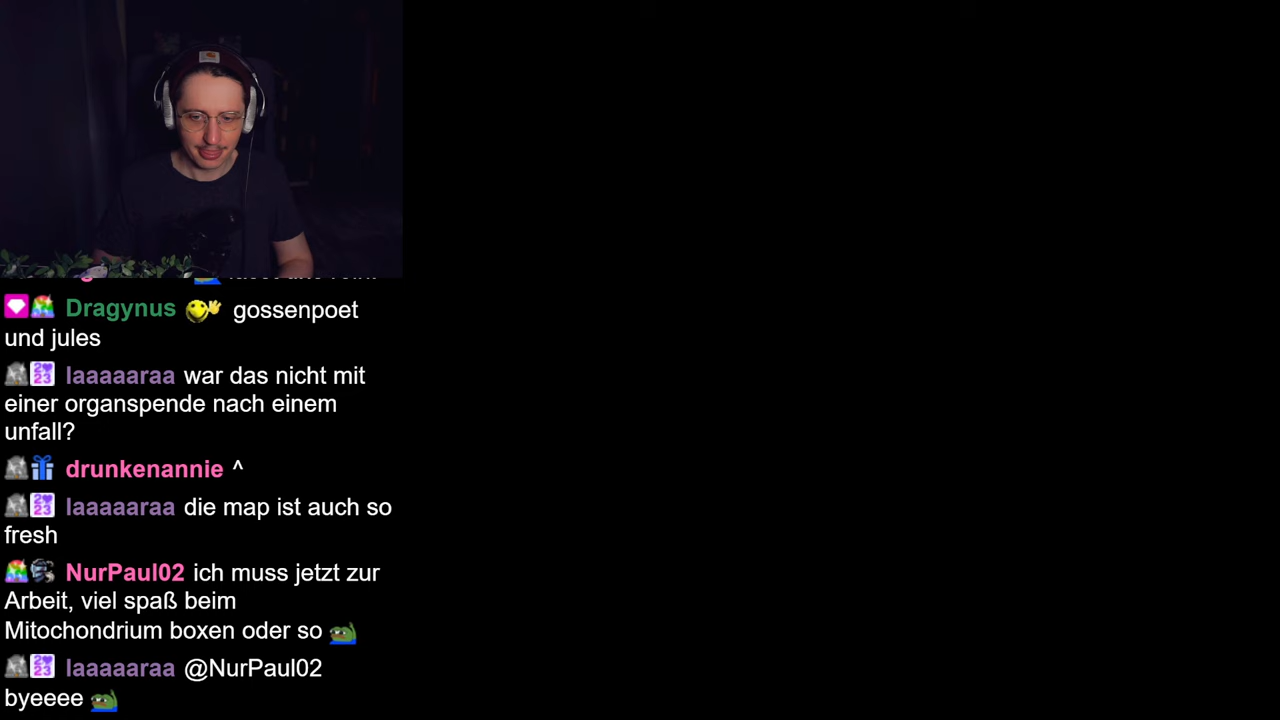 Dragynus gossenpoet
und jules
laaaaaraa war das nicht mit
einer organspende nach einem
unfall?
drunkenannie ^
laaaaaraa die map ist auch so
fresh
NurPaul02 ich muss jetzt zur
Arbeit, viel spaß beim
Mitochondrium boxen oder so
laaaaaraa @NurPaul02
byeeee